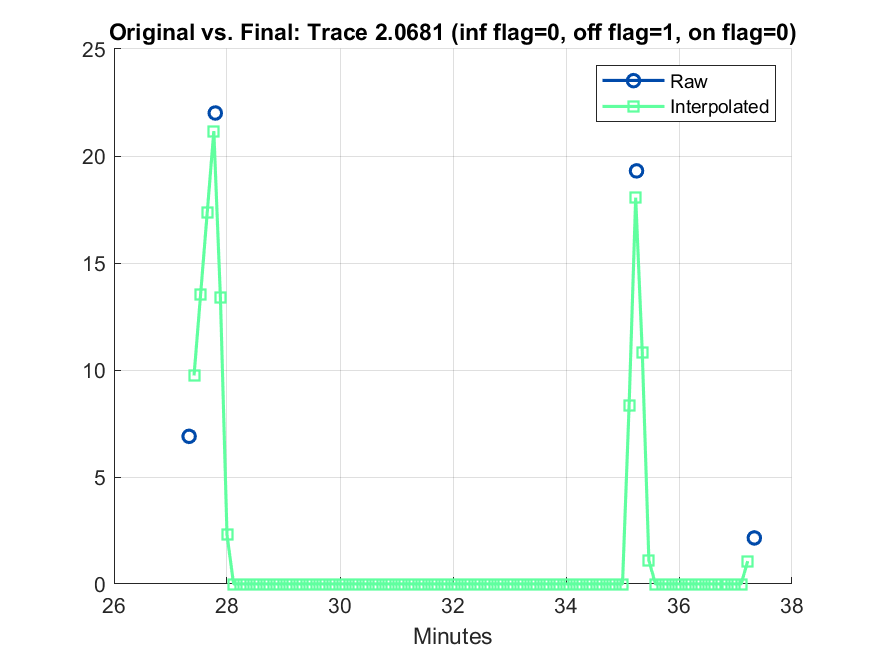 Original vs. Final: Trace 2.0681 (inf flag=0, off flag=1, on flag=0)
25
20
15
10
5
0
Raw
Interpolated
26 28 30 32 34 36 38
Minutes